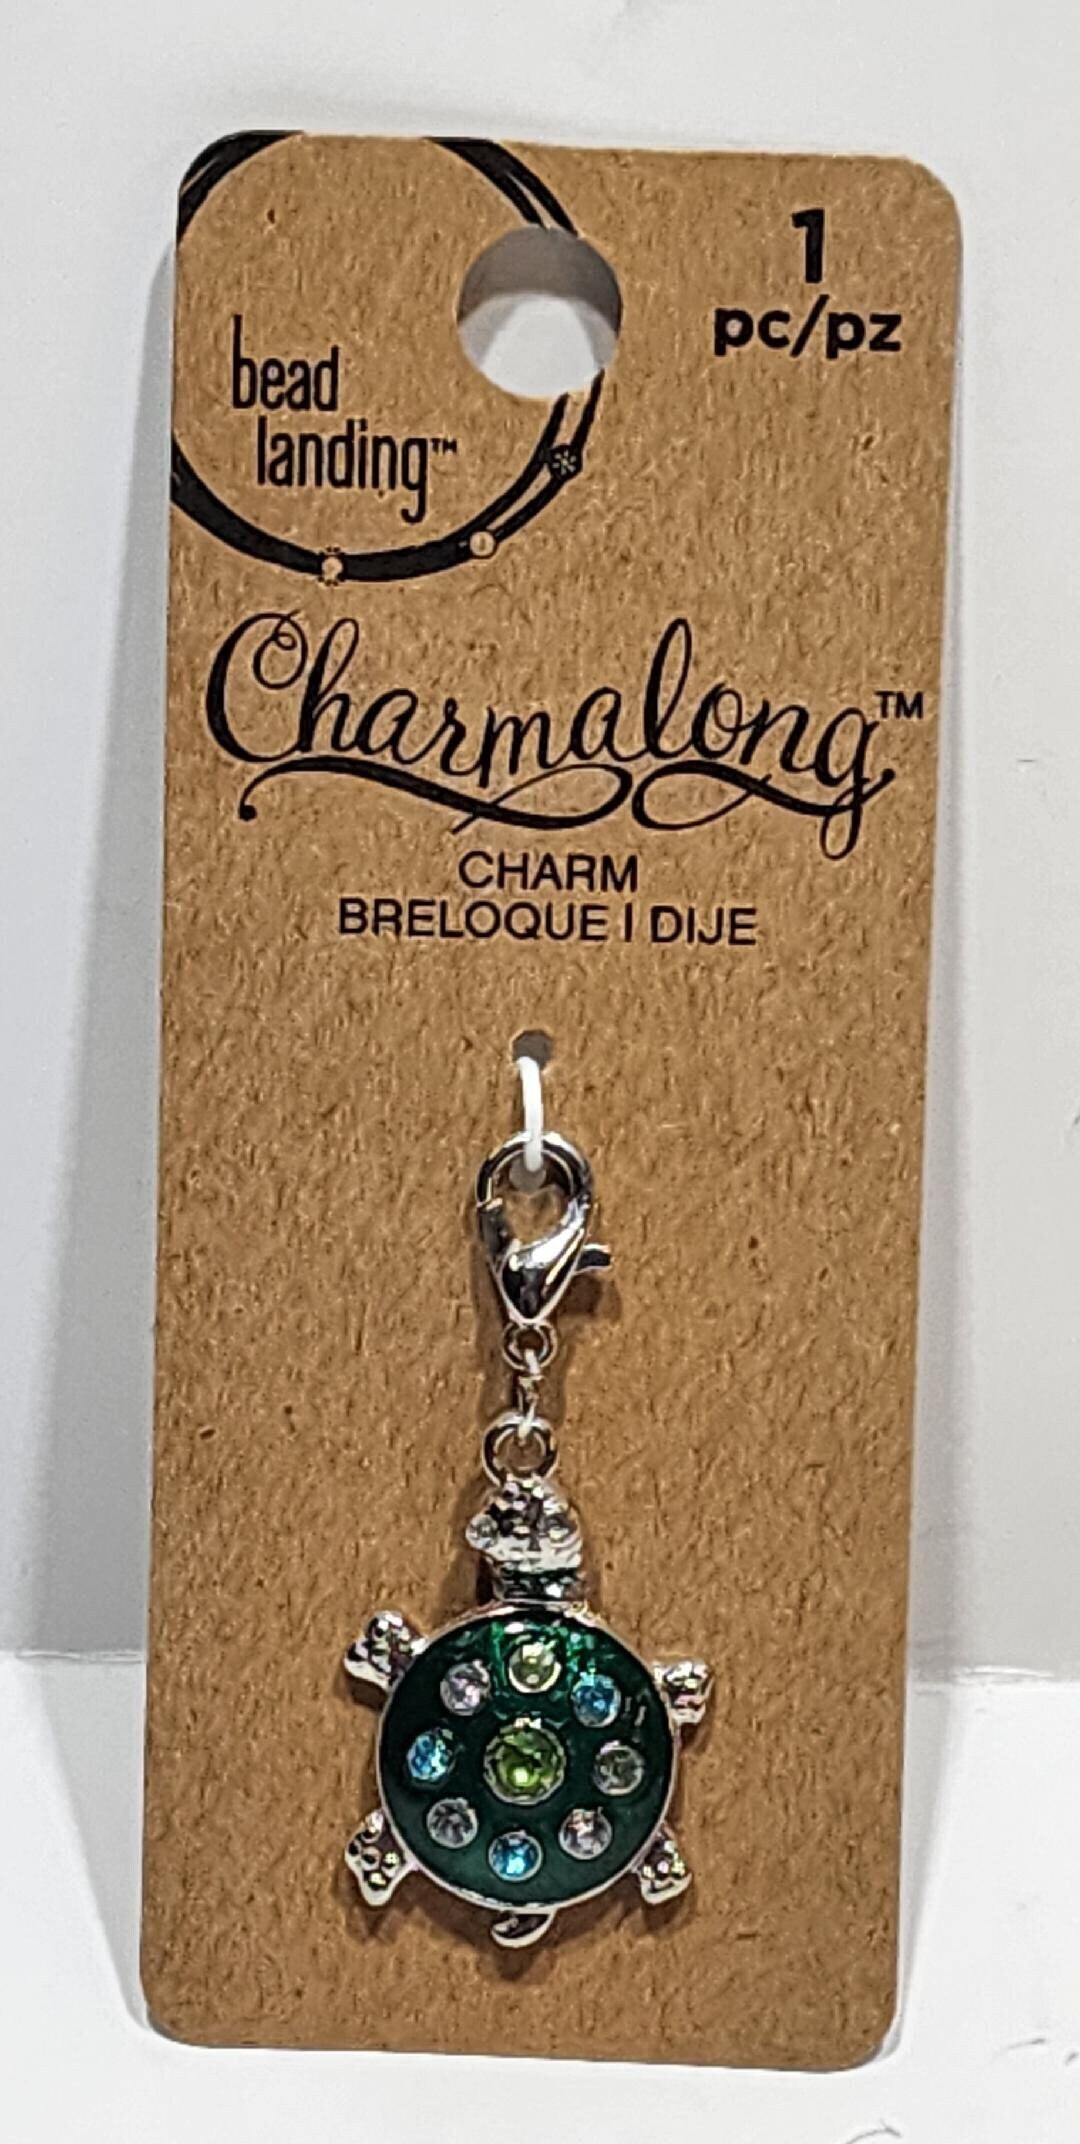 1
pc/pz
bead
landing™
Charmalong™
CHARM
BRELOQUE | DIJE